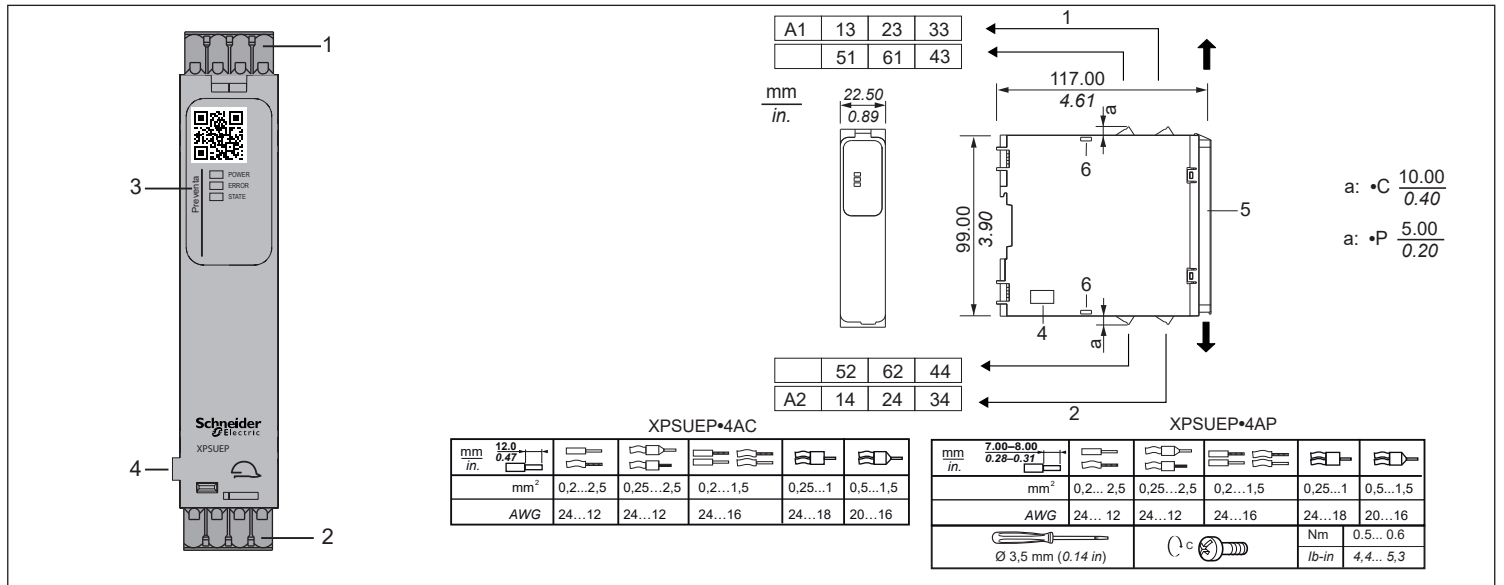 1
POWER
ERROR
STATE
Preventa
3
Schneider
Electric
XPSUEP
4
2
A1 13 23 33
51 61 43
1
mm
in.
22.50
0.89
117.00
4.61
a
6
99.00
3.90
5
6
4
a
a: •C 10.00
0.40
a: •P 5.00
0.20
52 62 44
A2 14 24 34
2
XPSUEP•4AC
mm
in.
12.0
0.47
mm² 0,2...2,5 0,25...2,5 0,2...1,5 0,25...1 0,5...1,5
AWG 24...12 24...12 24...16 24...18 20...16
XPSUEP•4AP
mm
in.
7.00–8.00
0.28–0.31
mm² 0,2... 2,5 0,25...2,5 0,2...1,5 0,25...1 0,5...1,5
AWG 24... 12 24...12 24...16 24...18 20...16
Ø 3,5 mm (0.14 in)
C
Nm 0.5... 0.6
lb-in 4,4... 5,3